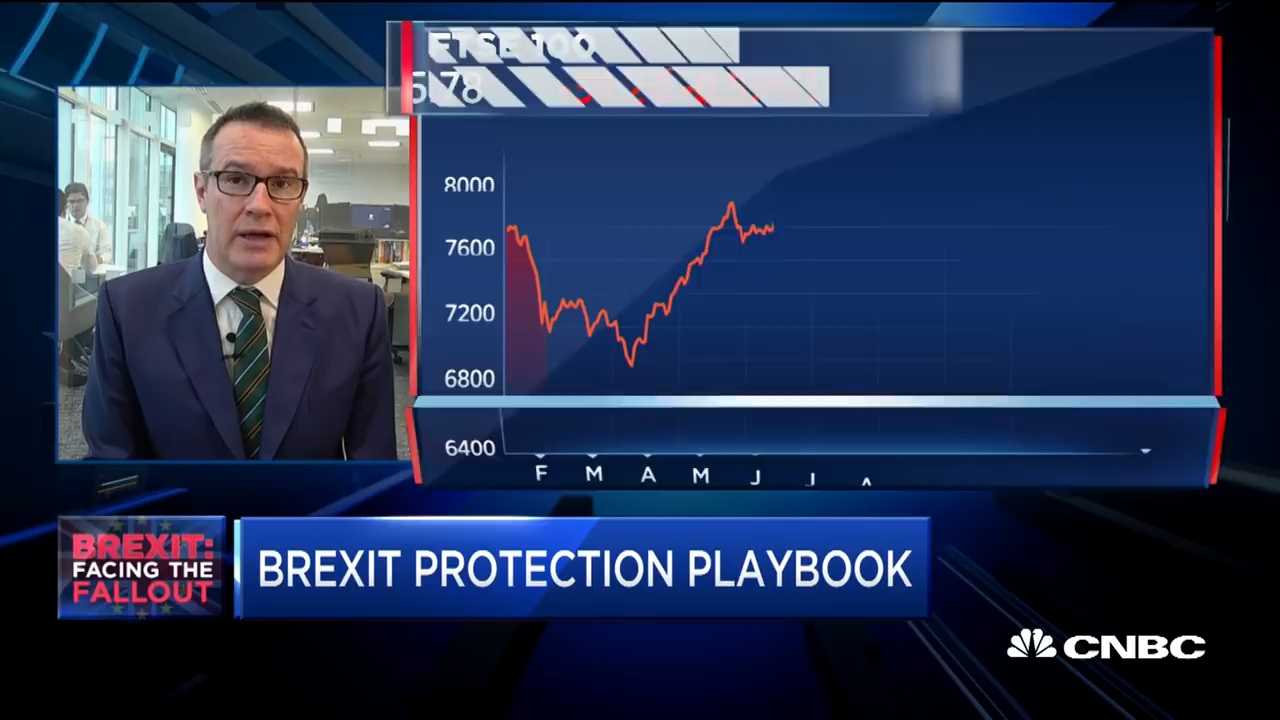 FTSE 100
8000
7600
7200
6800
6400
F M A M J J A
BREXIT:
FACING THE
FALLOUT
BREXIT PROTECTION PLAYBOOK
CNBC